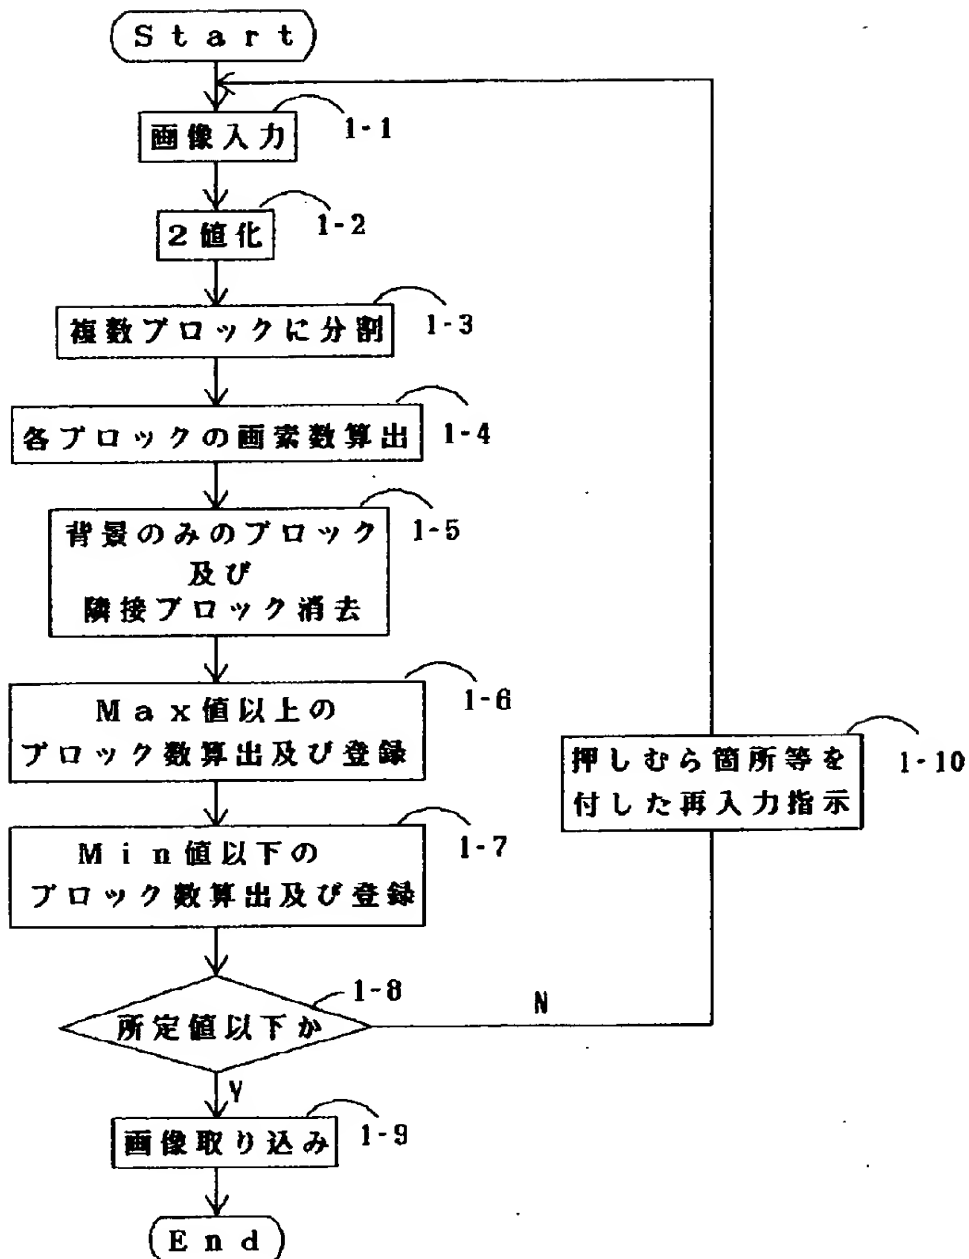 Start
画像入力
1-1
2値化
1-2
複数ブロックに分割
1-3
各ブロックの画素数算出
1-4
背景のみのブロック
及び
隣接ブロック消去
1-5
Max値以上の
ブロック数算出及び登録
1-6
Min値以下の
ブロック数算出及び登録
1-7
所定値以下か
1-8
N
Y
押しむら箇所等を
付した再入力指示
1-10
画像取り込み
1-9
End